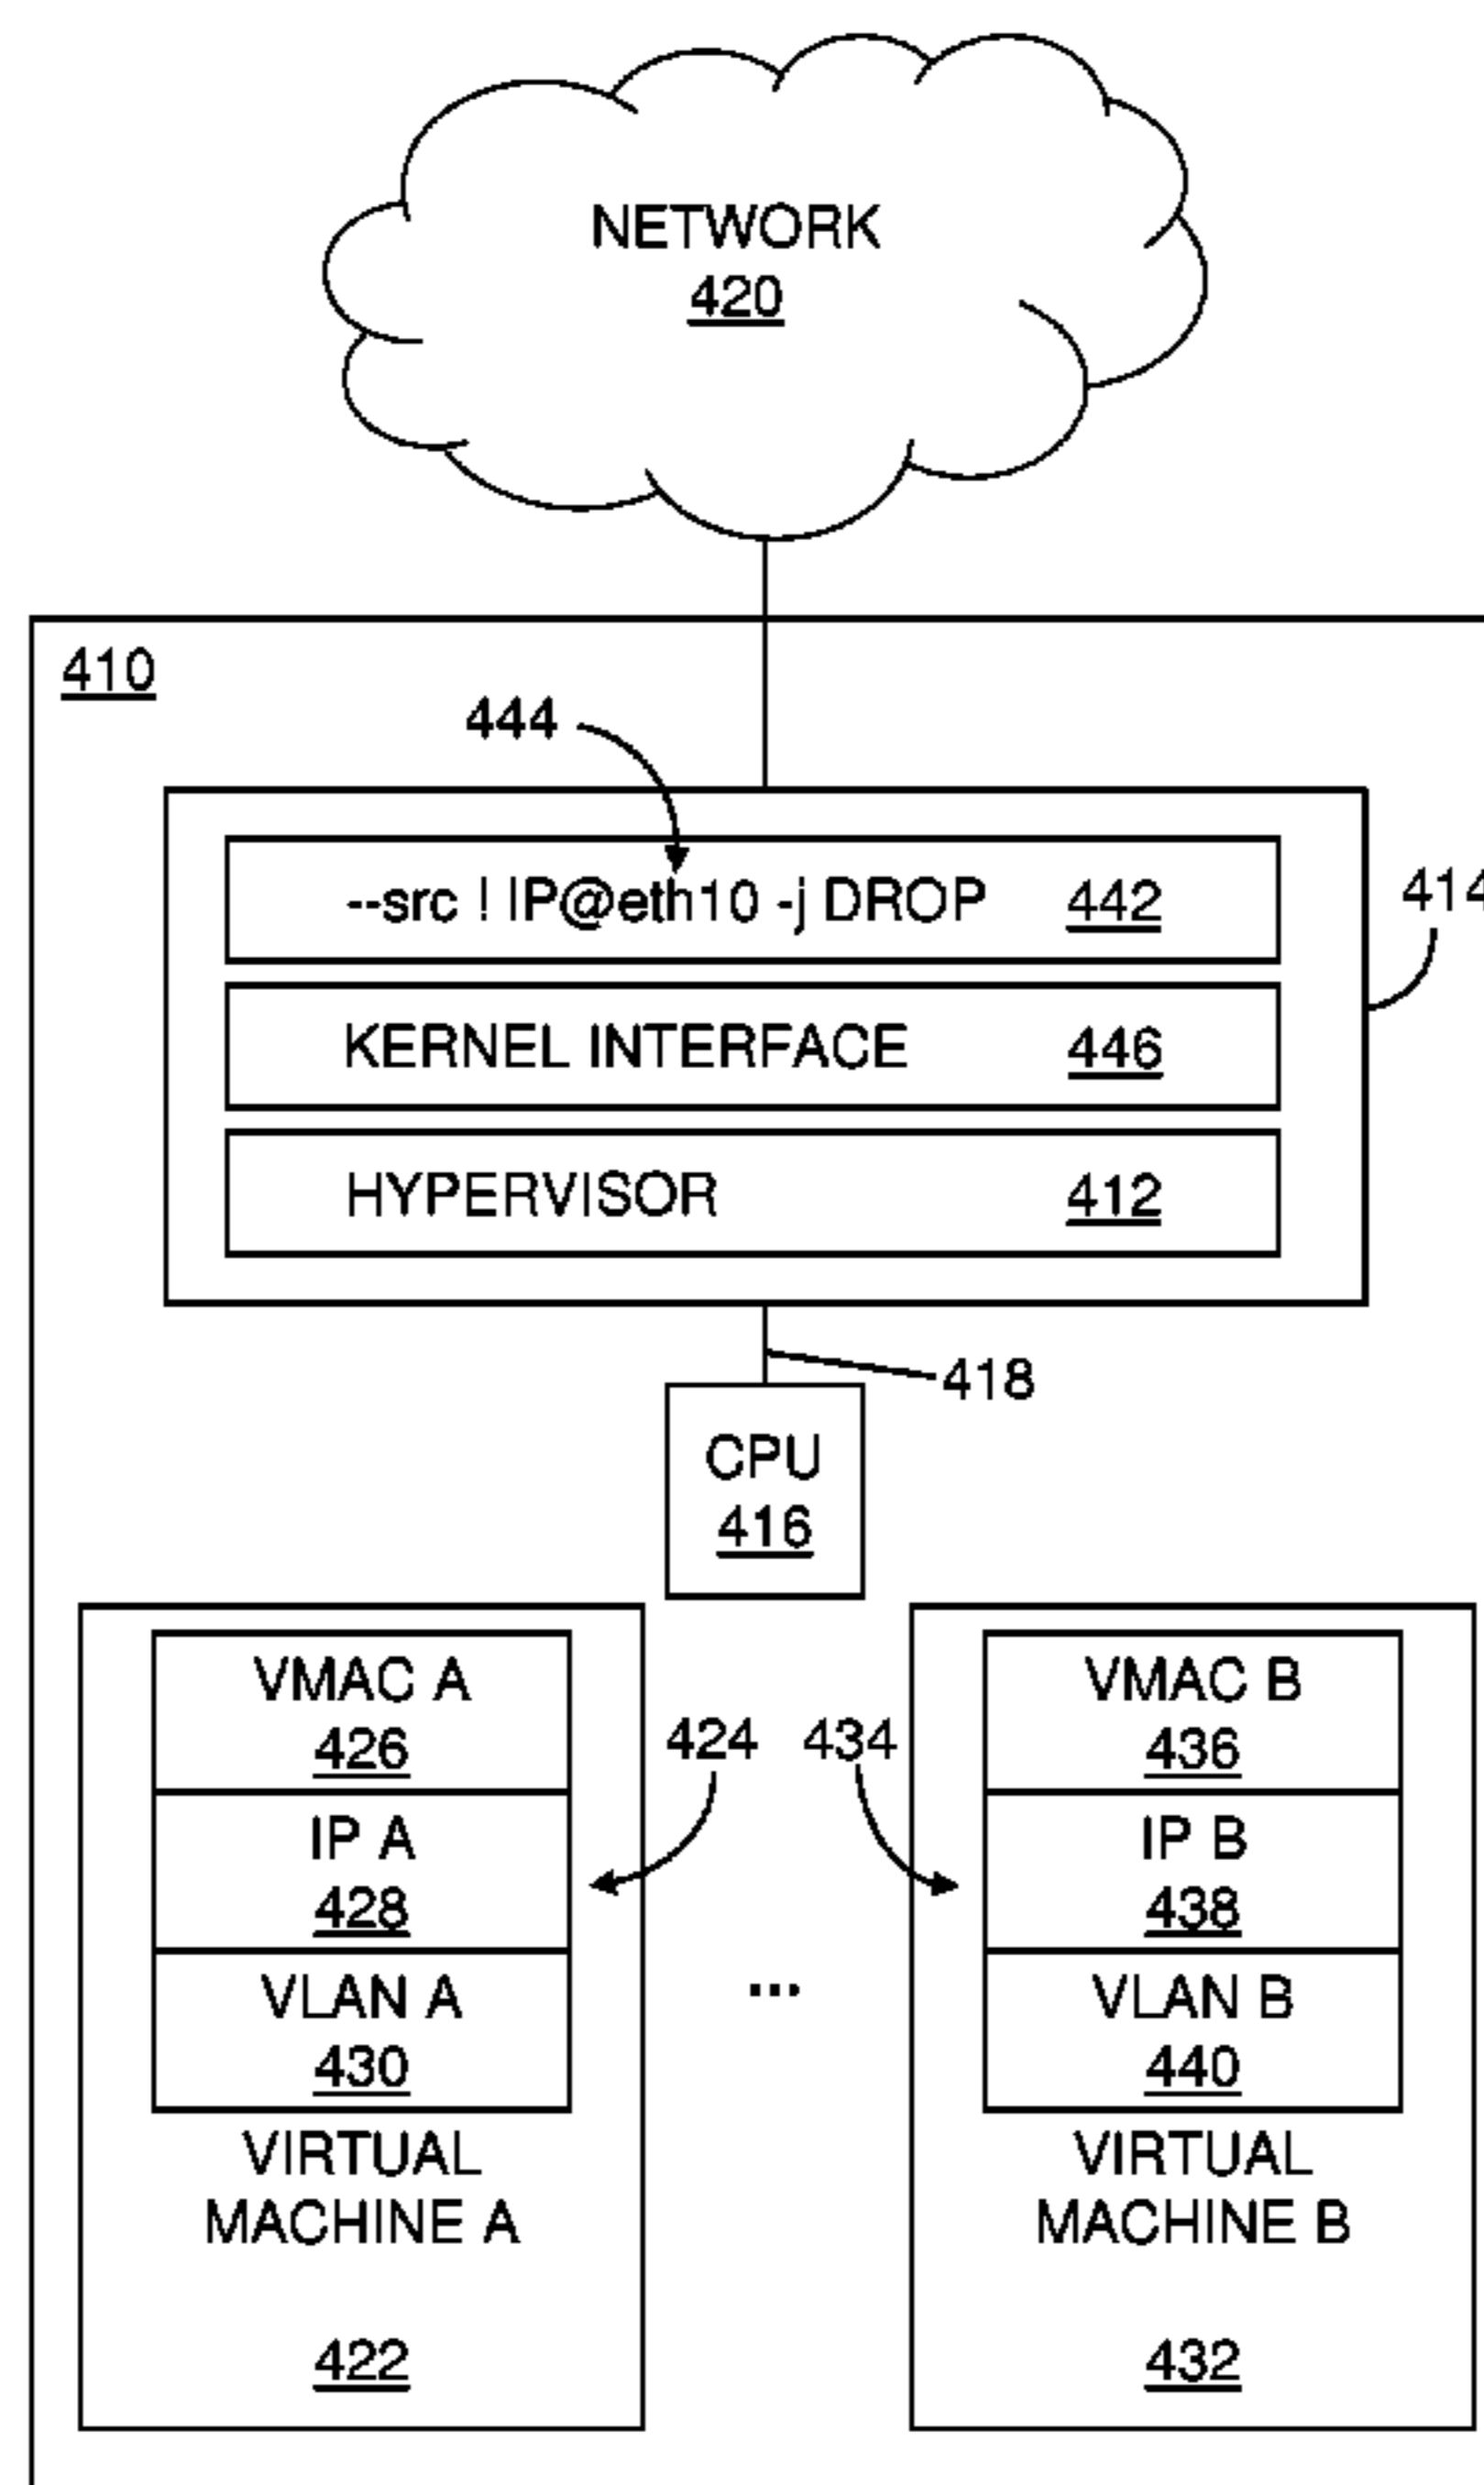 NETWORK
420
410
444
--src ! IP@eth10 -j DROP 442
414
KERNEL INTERFACE 446
HYPERVISOR 412
418
CPU
416
VMAC A
426
IP A
428
VLAN A
430
VIRTUAL
MACHINE A
422
424
434
...
VMAC B
436
IP B
438
VLAN B
440
VIRTUAL
MACHINE B
432